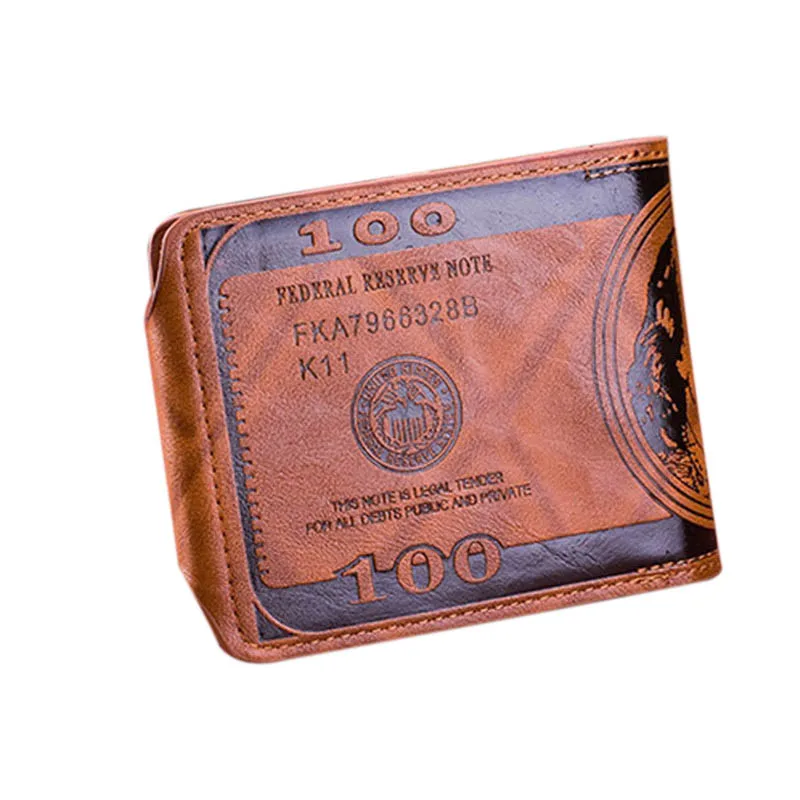 100
FEDERAL RESERVE NOTE
FKA7966328B
K11
THIS NOTE IS LEGAL TENDER
FOR ALL DEBTS PUBLIC AND PRIVATE
100